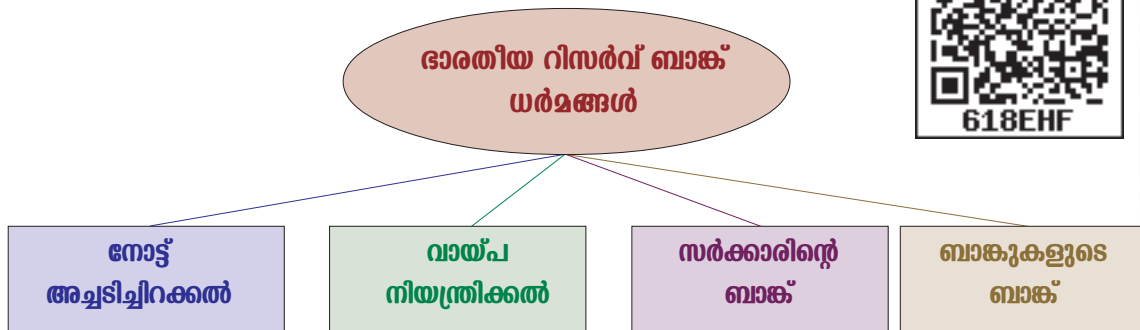 ഭാരതീയ റിസർവ് ബാങ്ക്
ധർമങ്ങൾ
618EHF
നോട്ട്
അച്ചടിച്ചിറക്കൽ
വായ്പ
നിയന്ത്രിക്കൽ
സർക്കാരിന്റെ
ബാങ്ക്
ബാങ്കുകളുടെ
ബാങ്ക്